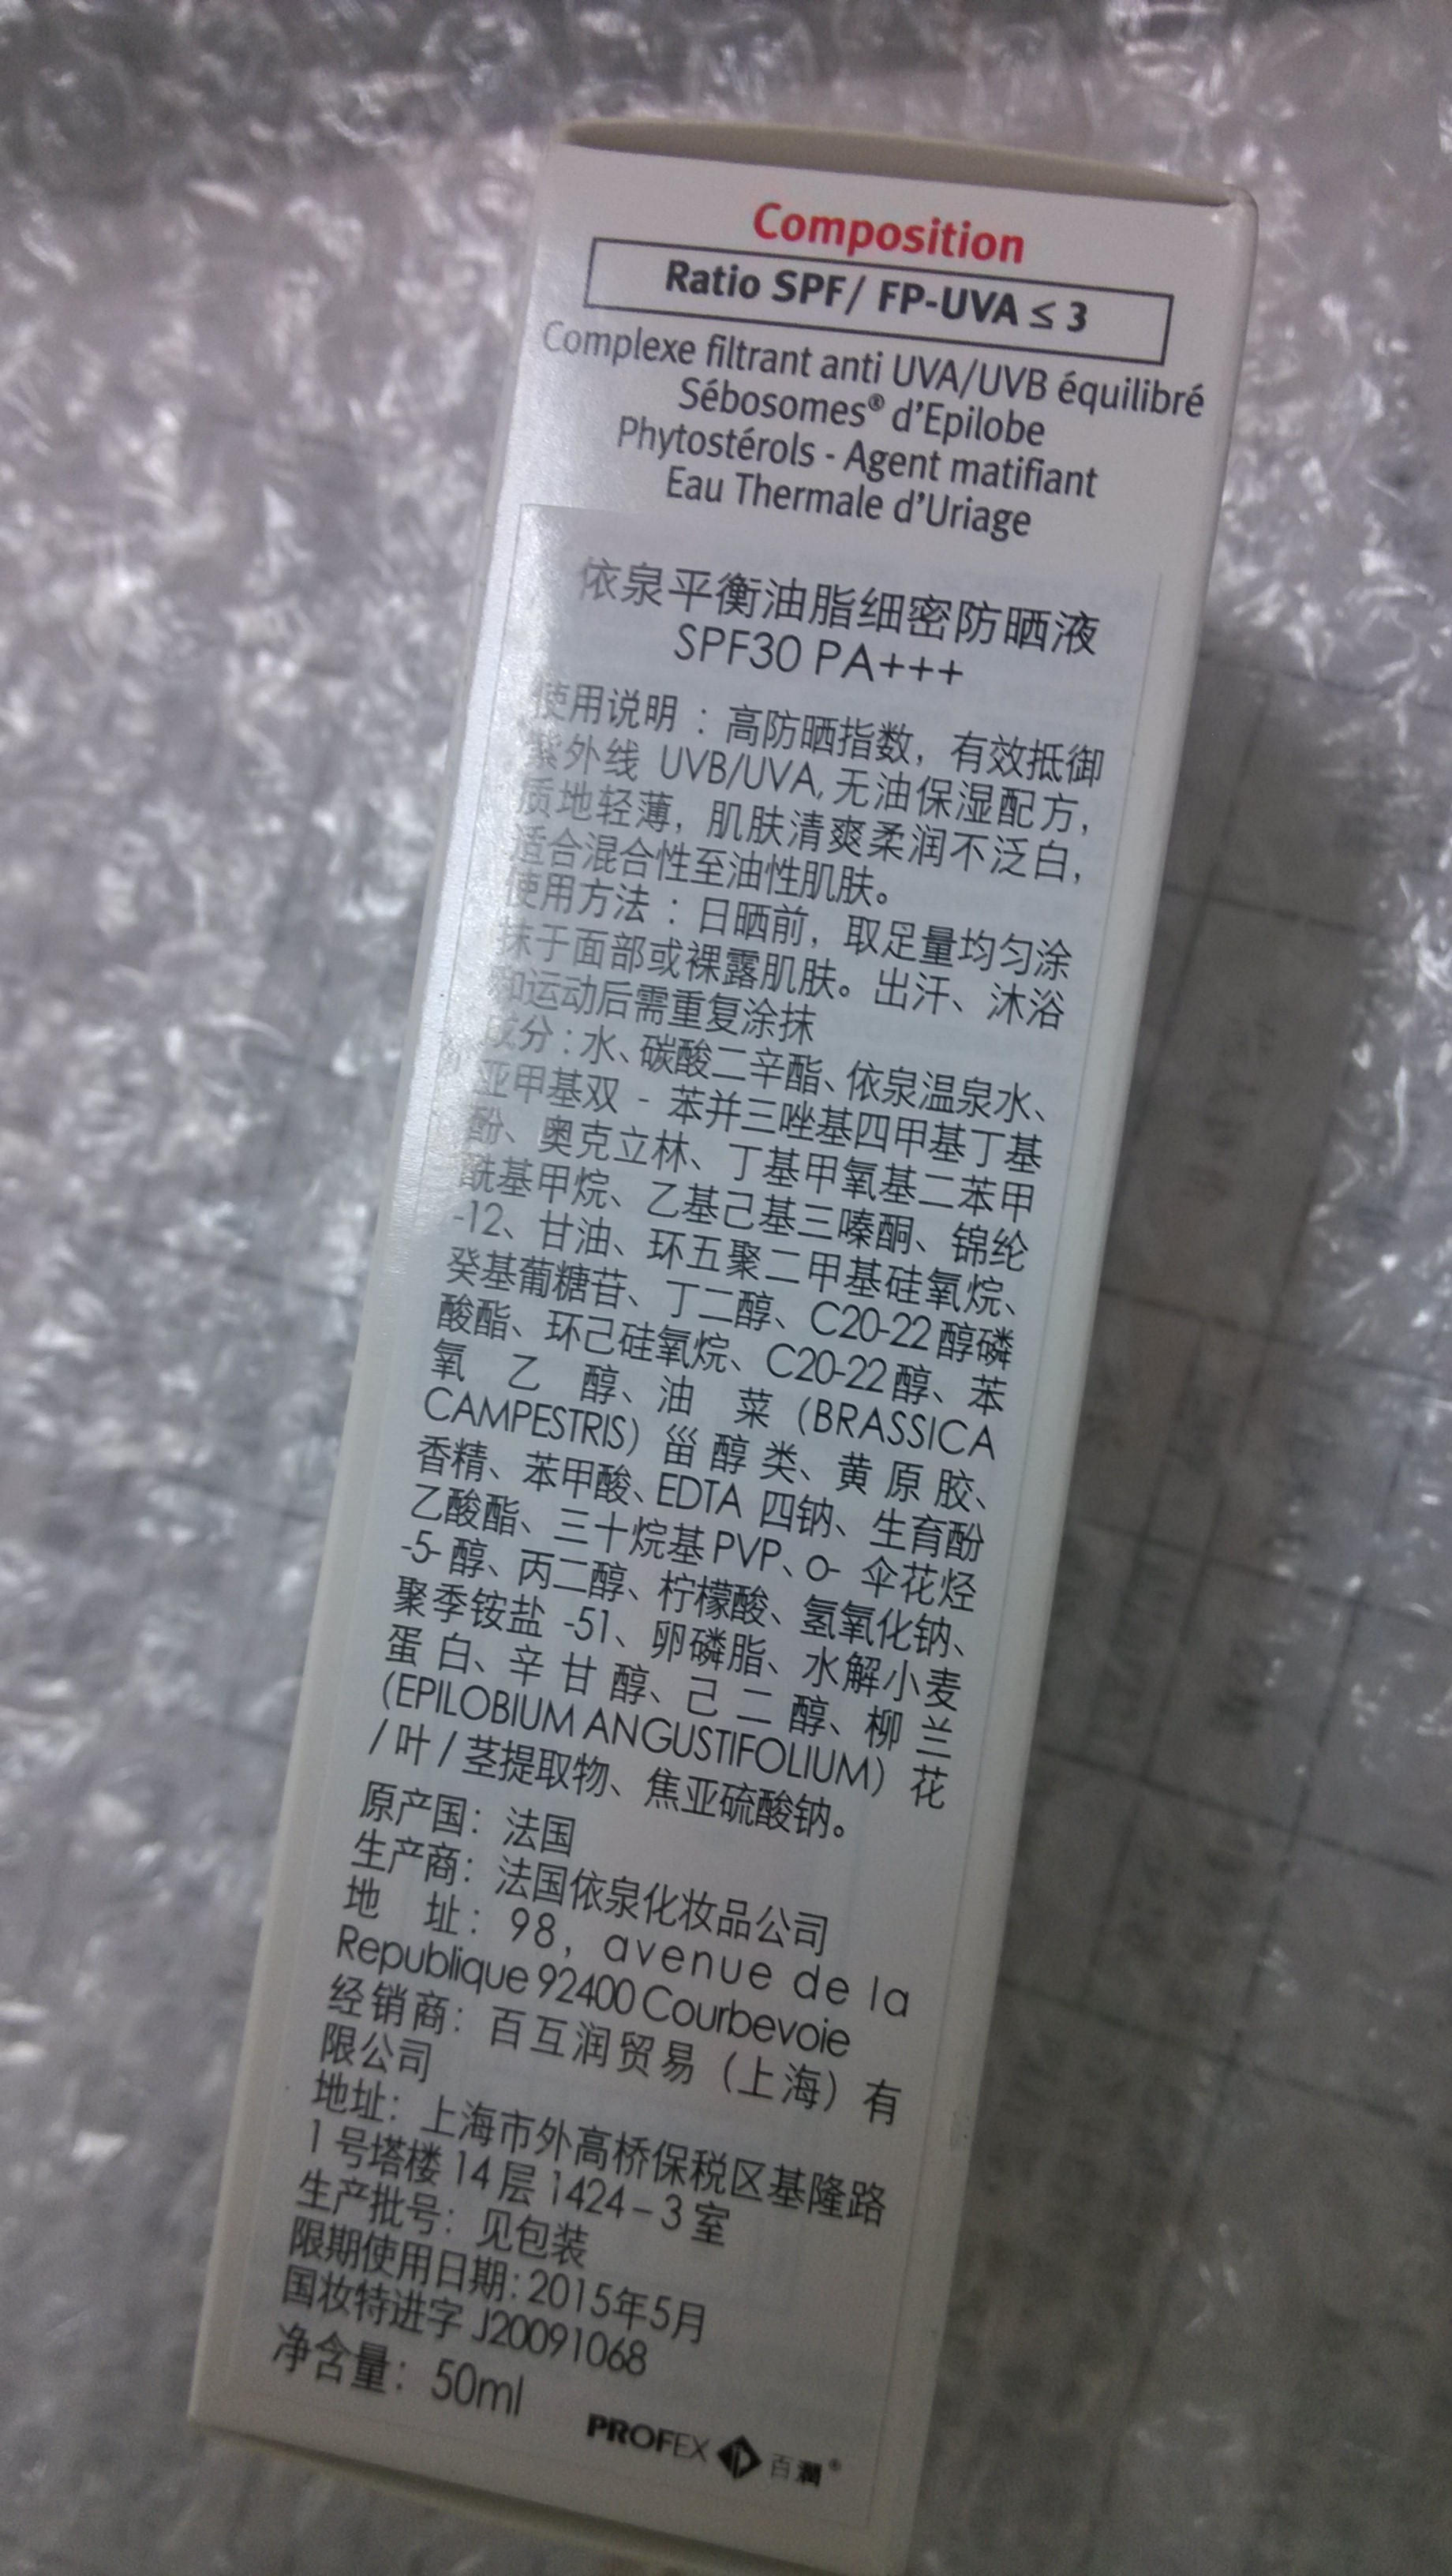 Composition
Ratio SPF/ FP-UVA ≤ 3
Complexe filtrant anti UVA/UVB équilibré
Sébosomes® d'Epilobe
Phytostérols - Agent matifiant
Eau Thermale d'Uriage
依泉平衡油脂细密防晒液
SPF30 PA+++
使用说明：高防晒指数，有效抵御
紫外线 UVB/UVA, 无油保湿配方，
质地轻薄，肌肤清爽柔润不泛白，
适合混合性至油性肌肤。
使用方法：日晒前，取足量均匀涂
抹于面部或裸露肌肤。出汗、沐浴
和运动后需重复涂抹
成分：水、碳酸二辛酯、依泉温泉水、
亚甲基双 - 苯并三唑基四甲基丁基
酚、奥克立林、丁基甲氧基二苯甲
酰基甲烷、乙基己基三嗪酮、锦纶
-12、甘油、环五聚二甲基硅氧烷、
癸基葡糖苷、丁二醇、C20-22 醇磷
酸酯、环己硅氧烷、C20-22 醇、苯
氧乙醇、油菜（BRASSICA
CAMPESTRIS）甾醇类、黄原胶、
香精、苯甲酸、EDTA 四钠、生育酚
乙酸酯、三十烷基 PVP、o- 伞花烃
-5- 醇、丙二醇、柠檬酸、氢氧化钠、
聚季铵盐 -51、卵磷脂、水解小麦
蛋白、辛甘醇、己二醇、柳兰
（EPILOBIUM ANGUSTIFOLIUM）花
/ 叶 / 茎提取物、焦亚硫酸钠。
原产国：法国
生产商：法国依泉化妆品公司
地 址：98, avenue de la
Republique 92400 Courbevoie
经销商：百互润贸易（上海）有
限公司
地址：上海市外高桥保税区基隆路
1 号塔楼 14 层 1424 – 3 室
生产批号：见包装
限期使用日期：2015年5月
国妆特进字 J20091068
净含量：50ml
PROFEX 百潤®